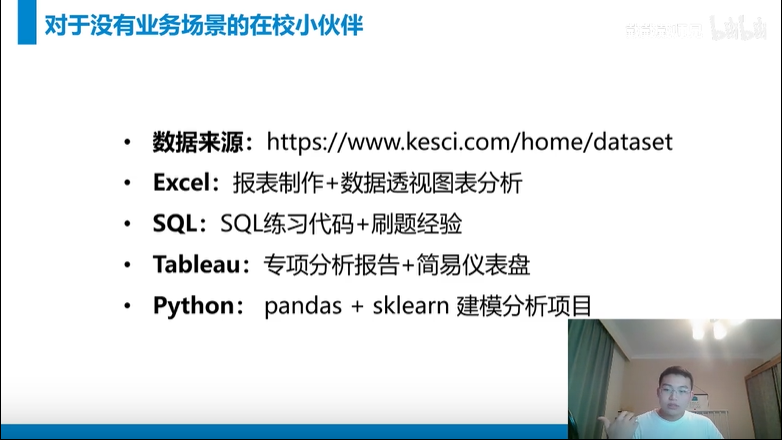 对于没有业务场景的在校小伙伴
• 数据来源：https://www.kesci.com/home/dataset
• Excel：报表制作+数据透视图表分析
• SQL：SQL练习代码+刷题经验
• Tableau：专项分析报告+简易仪表盘
• Python： pandas + sklearn 建模分析项目